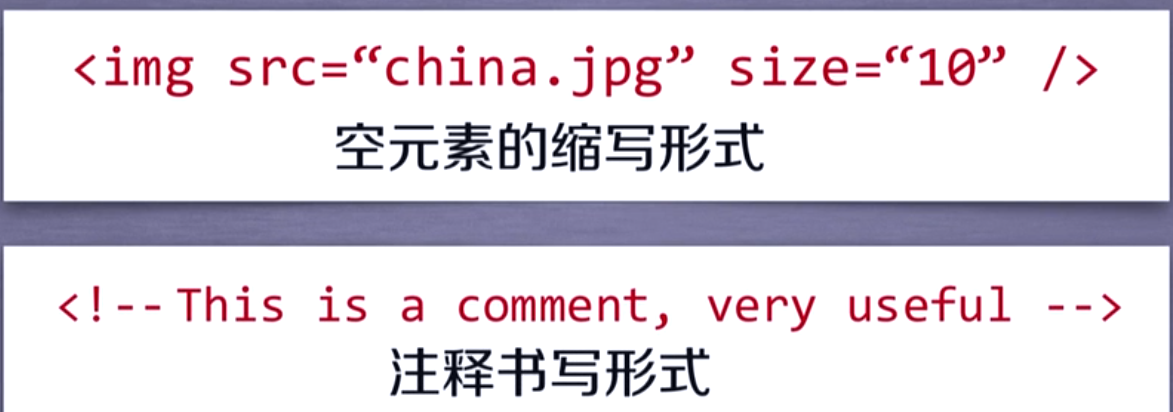 <img src=“china.jpg” size=“10” />
空元素的缩写形式
<!-- This is a comment, very useful -->
注释书写形式